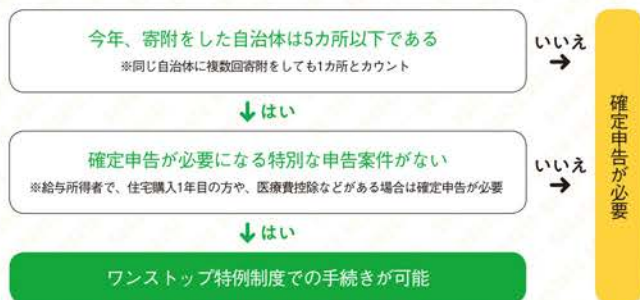 今年、寄附をした自治体は5カ所以下である
※同じ自治体に複数回寄附をしても1カ所とカウント
いいえ
→
↓はい
確定申告が必要になる特別な申告案件がない
※給与所得者で、住宅購入1年目の方や、医療費控除などがある場合は確定申告が必要
いいえ
→
↓はい
ワンストップ特例制度での手続きが可能
確定申告が必要